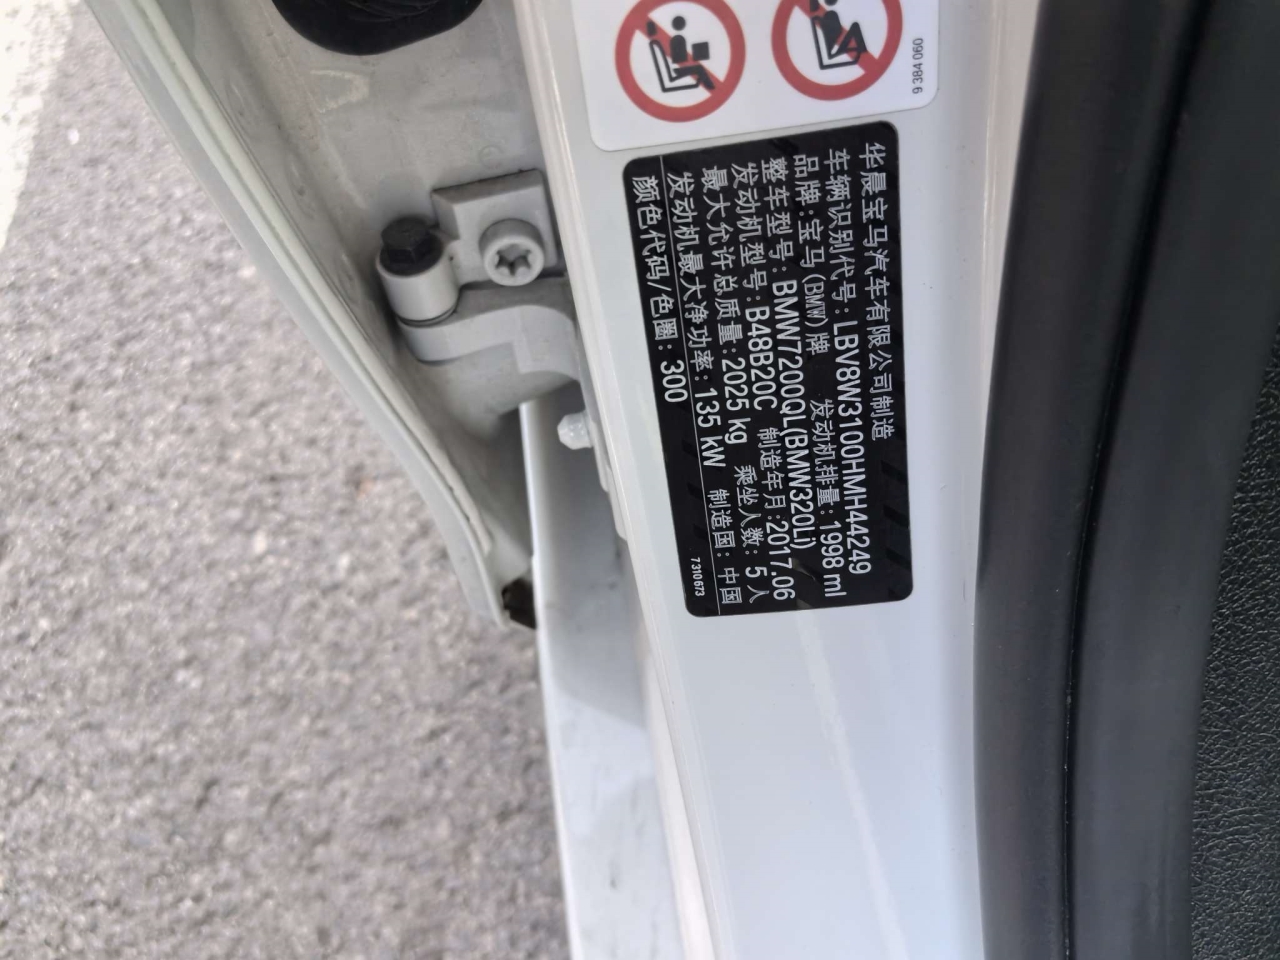 9 384 060
华晨宝马汽车有限公司制造
车辆识别代号: LBV8W3100HMH44249
品牌: 宝马(BMW)牌 发动机排量: 1998 ml
整车型号: BMW7200QL(BMW320Li)
发动机型号: B48B20C 制造年月: 2017.06
最大允许总质量: 2025 kg 乘坐人数: 5 人
发动机最大净功率: 135 kW 制造国: 中国
颜色代码/色圈: 300
7 310 673